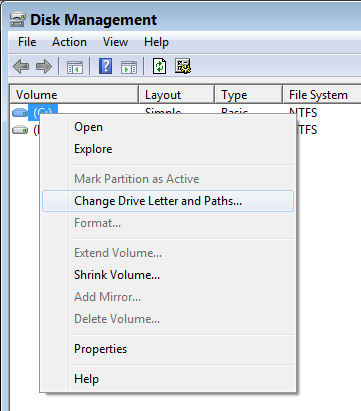 Disk Management
File Action View Help
Volume Layout Type File System
(C:) Simple Basic NTFS
NTFS
Open
Explore
Mark Partition as Active
Change Drive Letter and Paths...
Format...
Extend Volume...
Shrink Volume...
Add Mirror...
Delete Volume...
Properties
Help